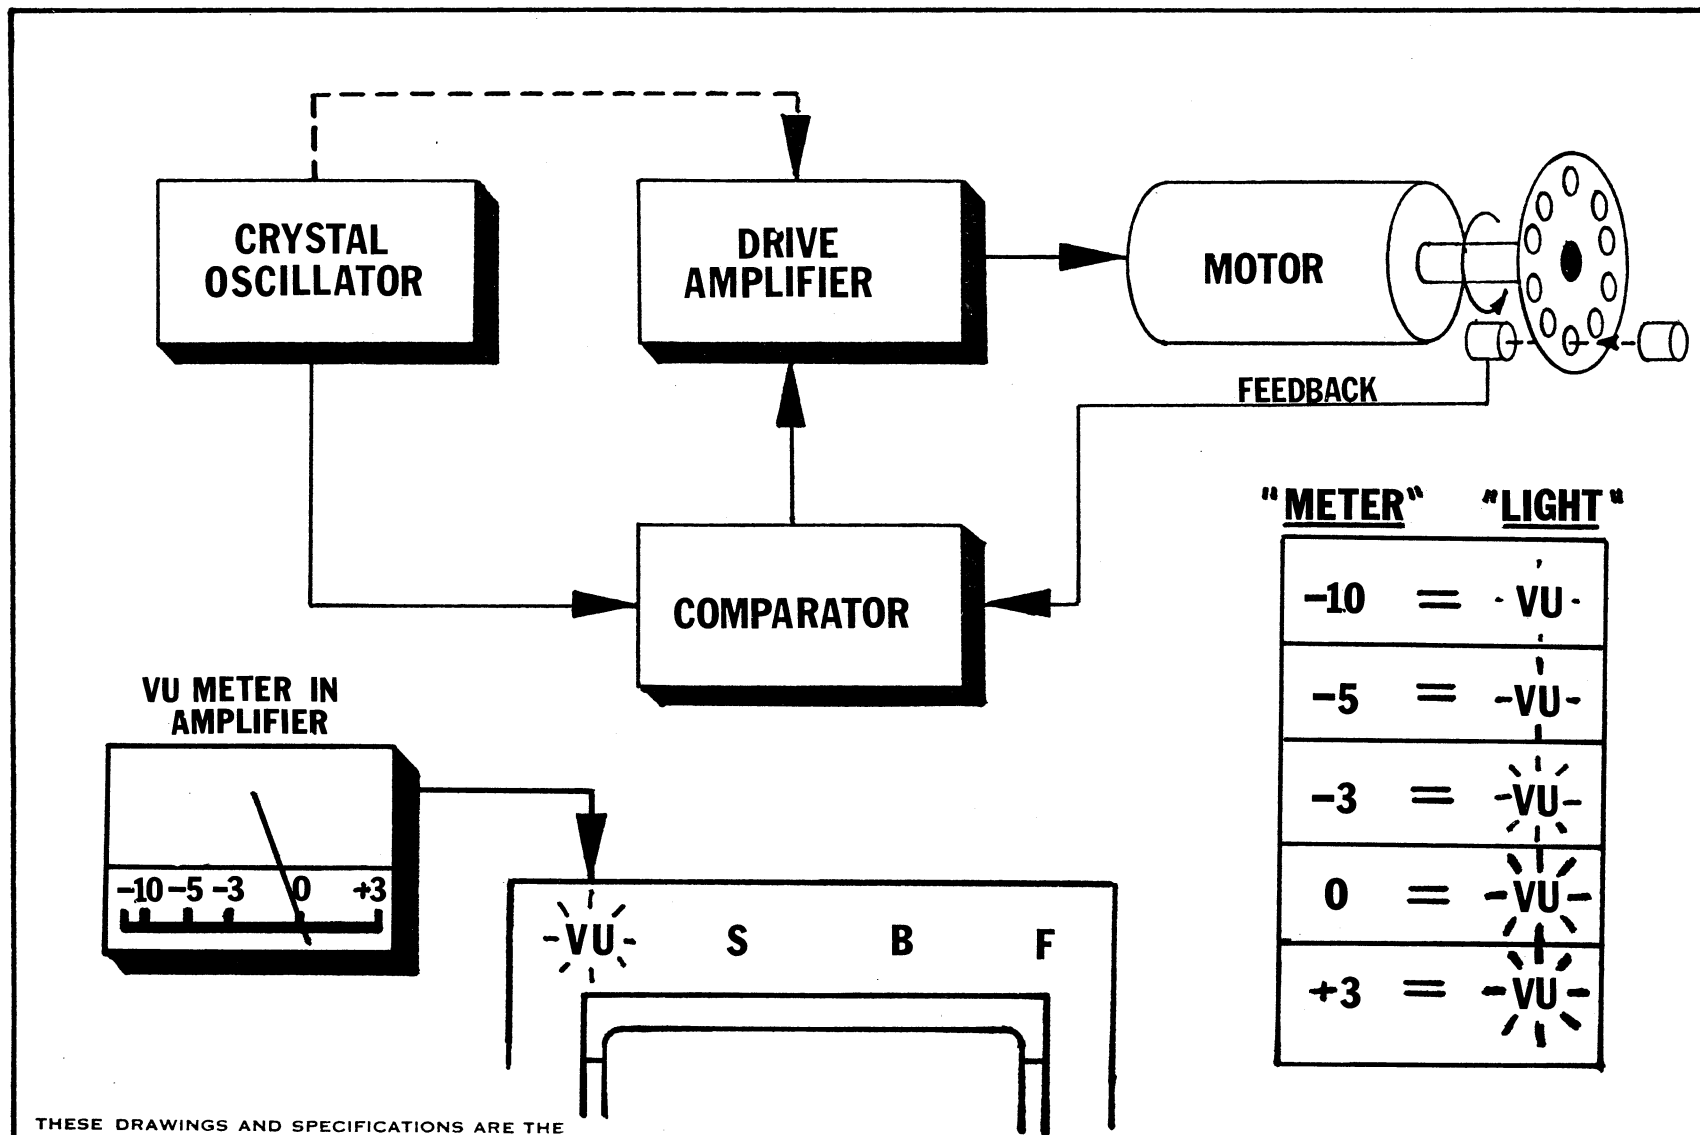 CRYSTAL
OSCILLATOR
DRIVE
AMPLIFIER
MOTOR
FEEDBACK
COMPARATOR
"METER" "LIGHT"
-10 = VU
-5 = VU
-3 = VU
0 = VU
+3 = VU
VU METER IN
AMPLIFIER
-10 -5 -3 0 +3
VU S B F
THESE DRAWINGS AND SPECIFICATIONS ARE THE